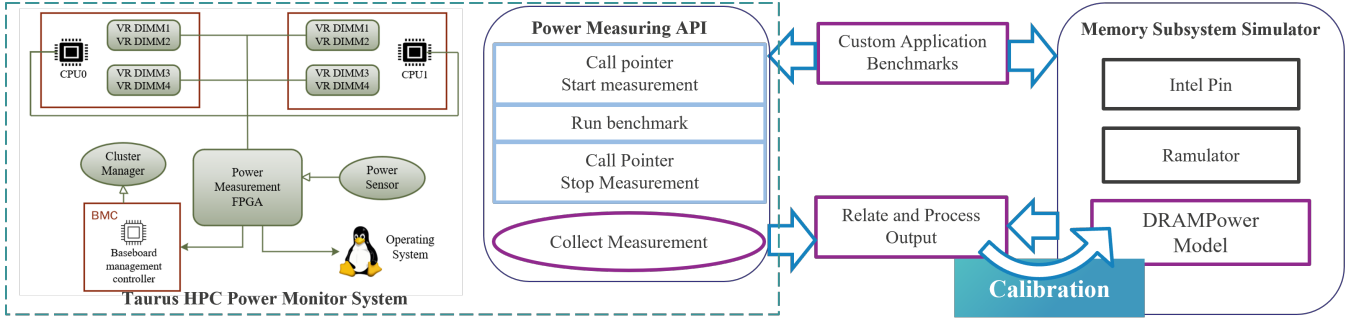 VR DIMM1
VR DIMM2
VR DIMM3
VR DIMM4
CPU0
VR DIMM1
VR DIMM2
VR DIMM3
VR DIMM4
CPU1
Cluster
Manager
Power
Measurement
FPGA
Power
Sensor
BMC
Baseboard
management
controller
Operating
System
Taurus HPC Power Monitor System
Power Measuring API
Call pointer
Start measurement
Run benchmark
Call Pointer
Stop Measurement
Collect Measurement
Custom Application
Benchmarks
Relate and Process
Output
Calibration
Memory Subsystem Simulator
Intel Pin
Ramulator
DRAMPower
Model